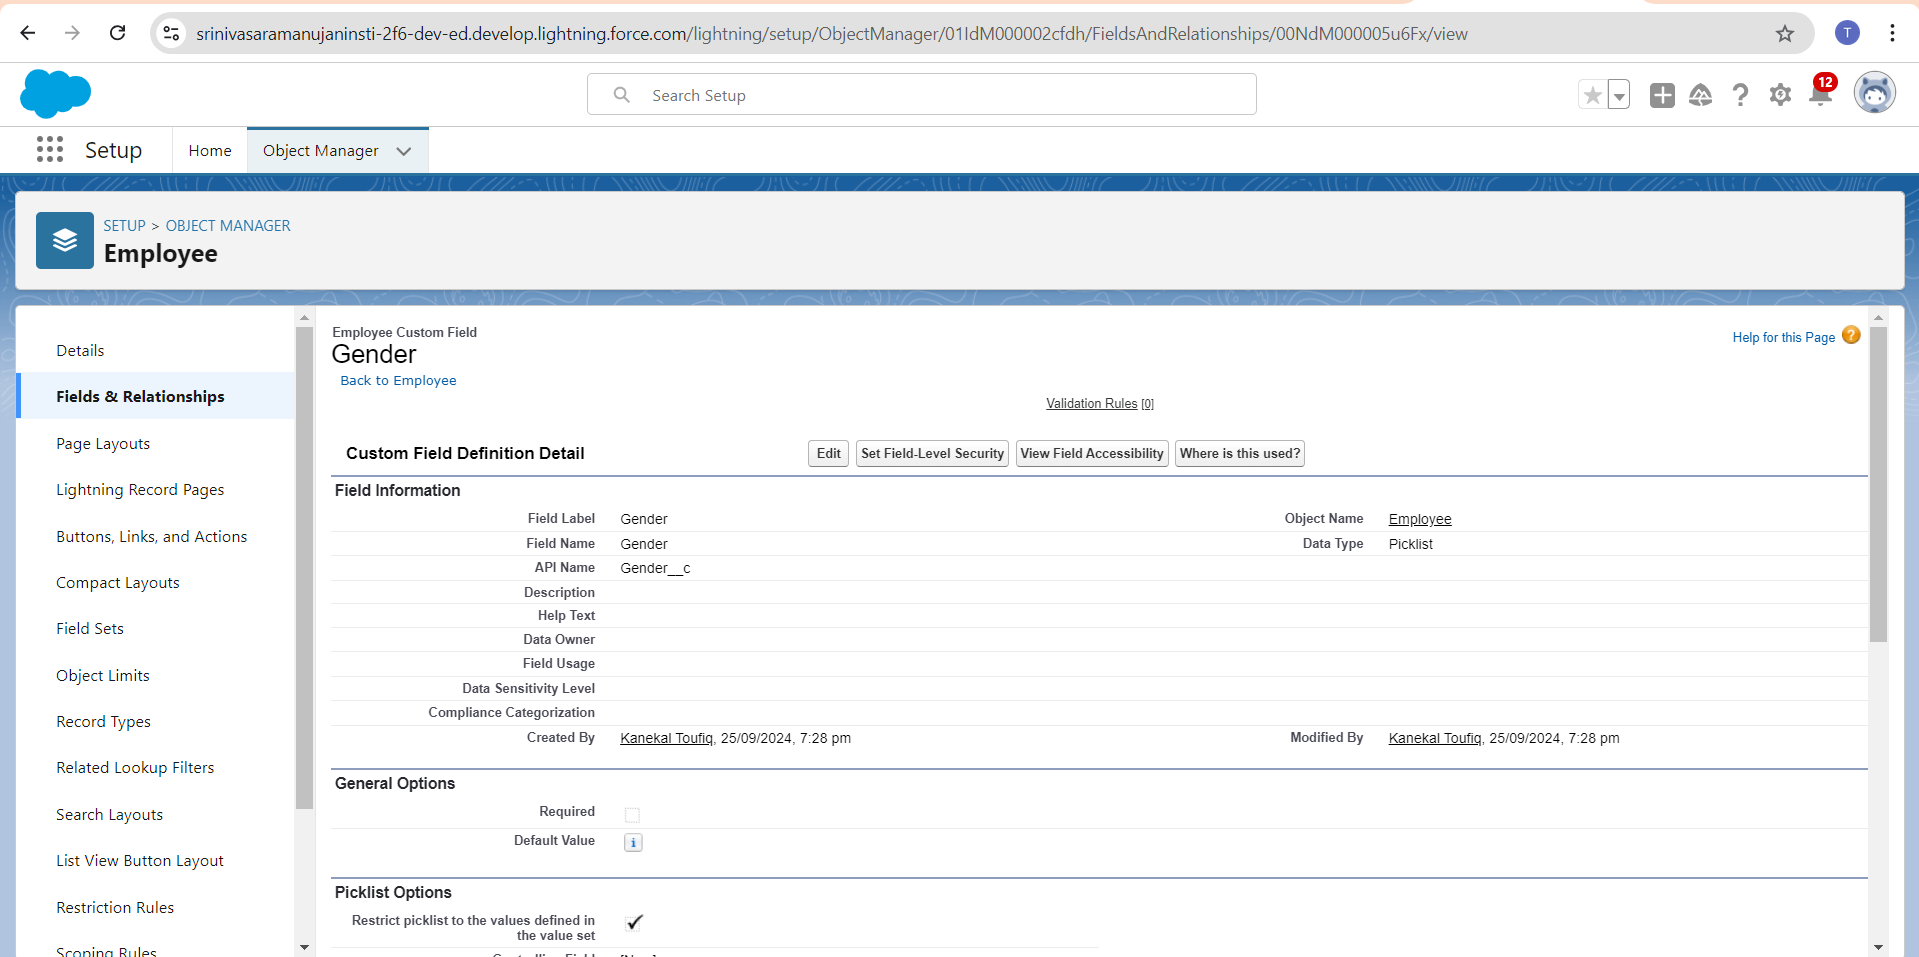 srinivasaramanujaninsti-2f6-dev-ed.develop.lightning.force.com/lightning/setup/ObjectManager/01IdM000002cfdh/FieldsAndRelationships/00NdM000005u6Fx/view
T
Search Setup
12
Setup
Home
Object Manager
SETUP > OBJECT MANAGER
Employee
Details
Fields & Relationships
Page Layouts
Lightning Record Pages
Buttons, Links, and Actions
Compact Layouts
Field Sets
Object Limits
Record Types
Related Lookup Filters
Search Layouts
List View Button Layout
Restriction Rules
Scoping Rules
Employee Custom Field
Gender
Back to Employee
Help for this Page ?
Validation Rules [0]
Custom Field Definition Detail
Edit
Set Field-Level Security
View Field Accessibility
Where is this used?
Field Information
Field Label Gender
Object Name Employee
Field Name Gender
Data Type Picklist
API Name Gender__c
Description
Help Text
Data Owner
Field Usage
Data Sensitivity Level
Compliance Categorization
Created By Kanekal Toufiq, 25/09/2024, 7:28 pm
Modified By Kanekal Toufiq, 25/09/2024, 7:28 pm
General Options
Required
Default Value i
Picklist Options
Restrict picklist to the values defined in
the value set